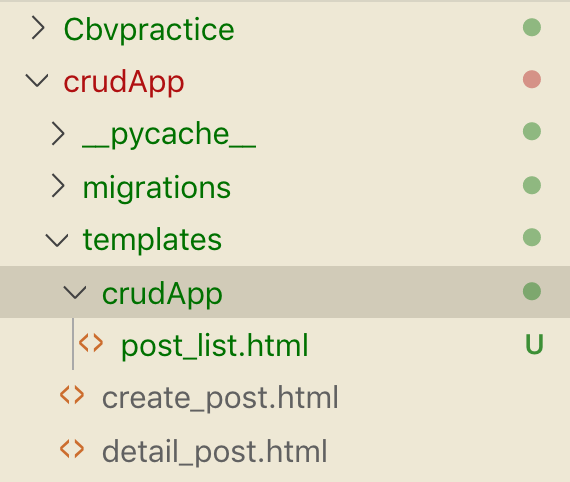 Cbvpractice
crudApp
__pycache__
migrations
templates
crudApp
post_list.html U
create_post.html
detail_post.html